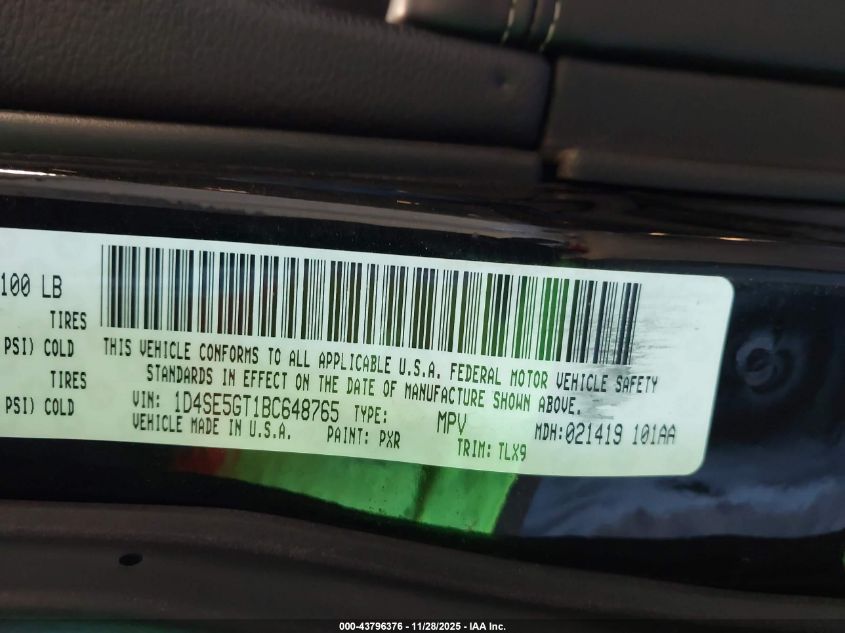 100 LB
TIRES
PSI) COLD
TIRES
PSI) COLD
THIS VEHICLE CONFORMS TO ALL APPLICABLE U.S.A. FEDERAL MOTOR VEHICLE SAFETY
STANDARDS IN EFFECT ON THE DATE OF MANUFACTURE SHOWN ABOVE.
VIN: 1D4SE5GT1BC648765 TYPE: MPV MDH:021419 101AA
VEHICLE MADE IN U.S.A. PAINT: PXR TRIM: TLX9
000-43796376 - 11/28/2025 - IAA Inc.